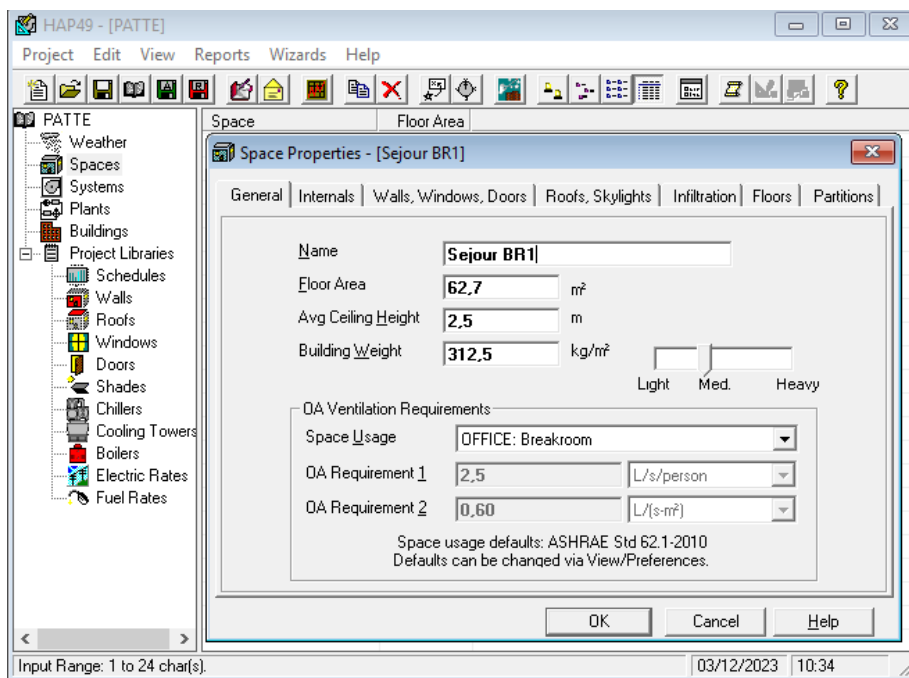 HAP49 - [PATTE]
Project Edit View Reports Wizards Help
PATTE
Weather
Spaces
Systems
Plants
Buildings
Project Libraries
Schedules
Walls
Roofs
Windows
Doors
Shades
Chillers
Cooling Towers
Boilers
Electric Rates
Fuel Rates
Space Floor Area
Space Properties - [Sejour BR1]
General Internals Walls, Windows, Doors Roofs, Skylights Infiltration Floors Partitions
Name Sejour BR1
Floor Area 62,7 m²
Avg Ceiling Height 2,5 m
Building Weight 312,5 kg/m²
Light Med. Heavy
OA Ventilation Requirements
Space Usage OFFICE: Breakroom
OA Requirement 1 2,5 L/s/person
OA Requirement 2 0,60 L/(s-m²)
Space usage defaults: ASHRAE Std 62.1-2010
Defaults can be changed via View/Preferences.
OK Cancel Help
Input Range: 1 to 24 char(s). 03/12/2023 10:34